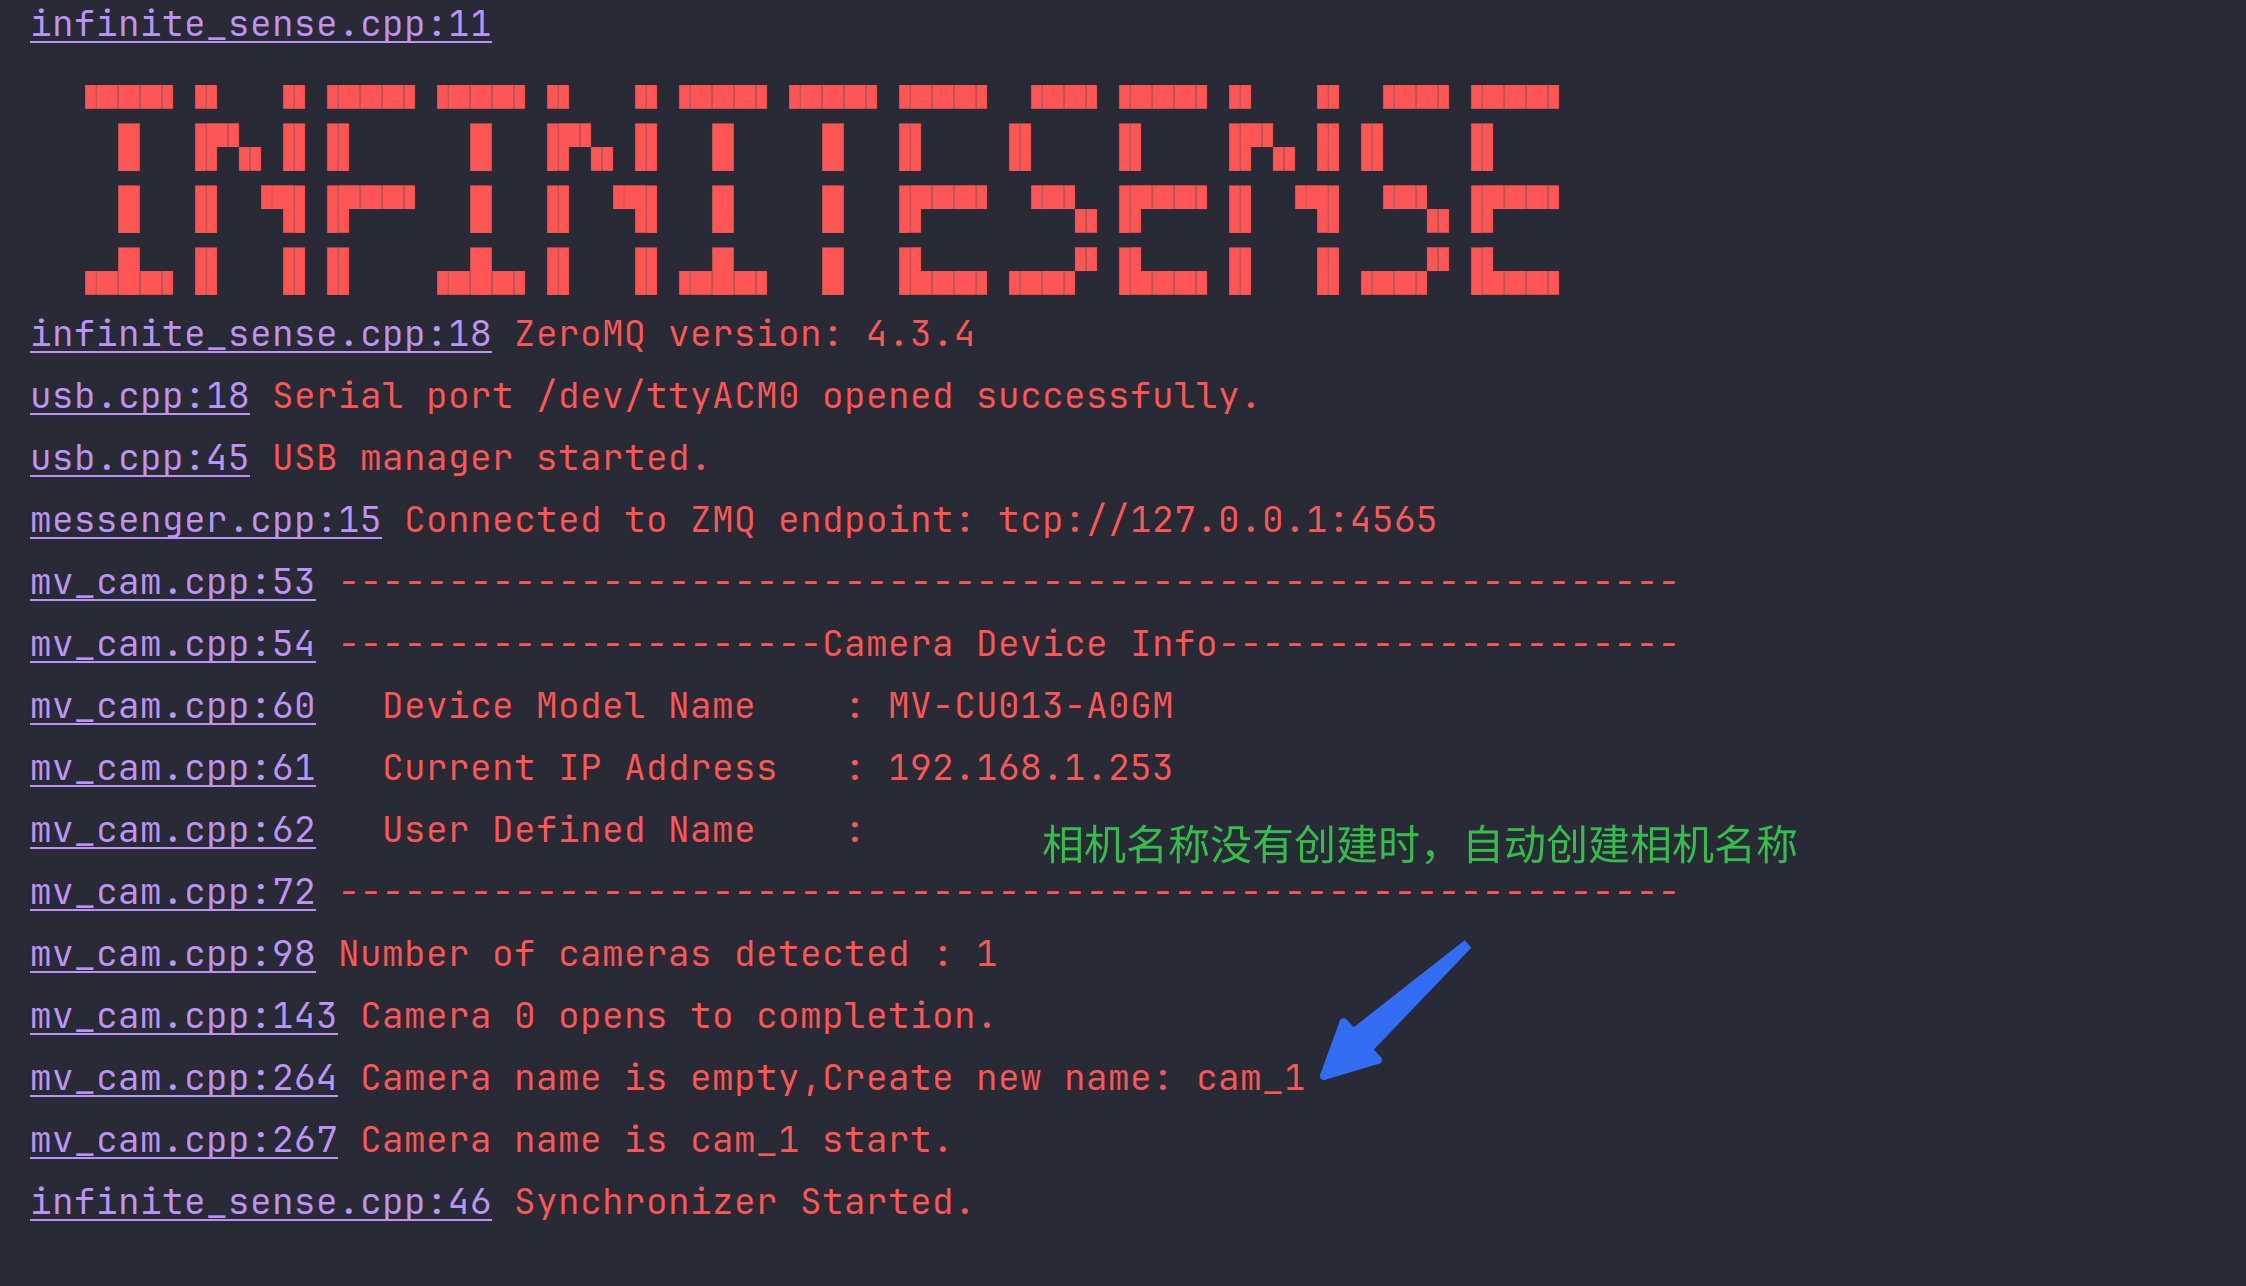 infinite_sense.cpp:11
INFINITESENSE
infinite_sense.cpp:18 ZeroMQ version: 4.3.4
usb.cpp:18 Serial port /dev/ttyACM0 opened successfully.
usb.cpp:45 USB manager started.
messenger.cpp:15 Connected to ZMQ endpoint: tcp://127.0.0.1:4565
mv_cam.cpp:53 -------------------------------------------------------------
mv_cam.cpp:54 ----------------------Camera Device Info---------------------
mv_cam.cpp:60   Device Model Name    : MV-CU013-A0GM
mv_cam.cpp:61   Current IP Address   : 192.168.1.253
mv_cam.cpp:62   User Defined Name    :
相机名称没有创建时，自动创建相机名称
mv_cam.cpp:72 -------------------------------------------------------------
mv_cam.cpp:98 Number of cameras detected : 1
mv_cam.cpp:143 Camera 0 opens to completion.
mv_cam.cpp:264 Camera name is empty,Create new name: cam_1
mv_cam.cpp:267 Camera name is cam_1 start.
infinite_sense.cpp:46 Synchronizer Started.